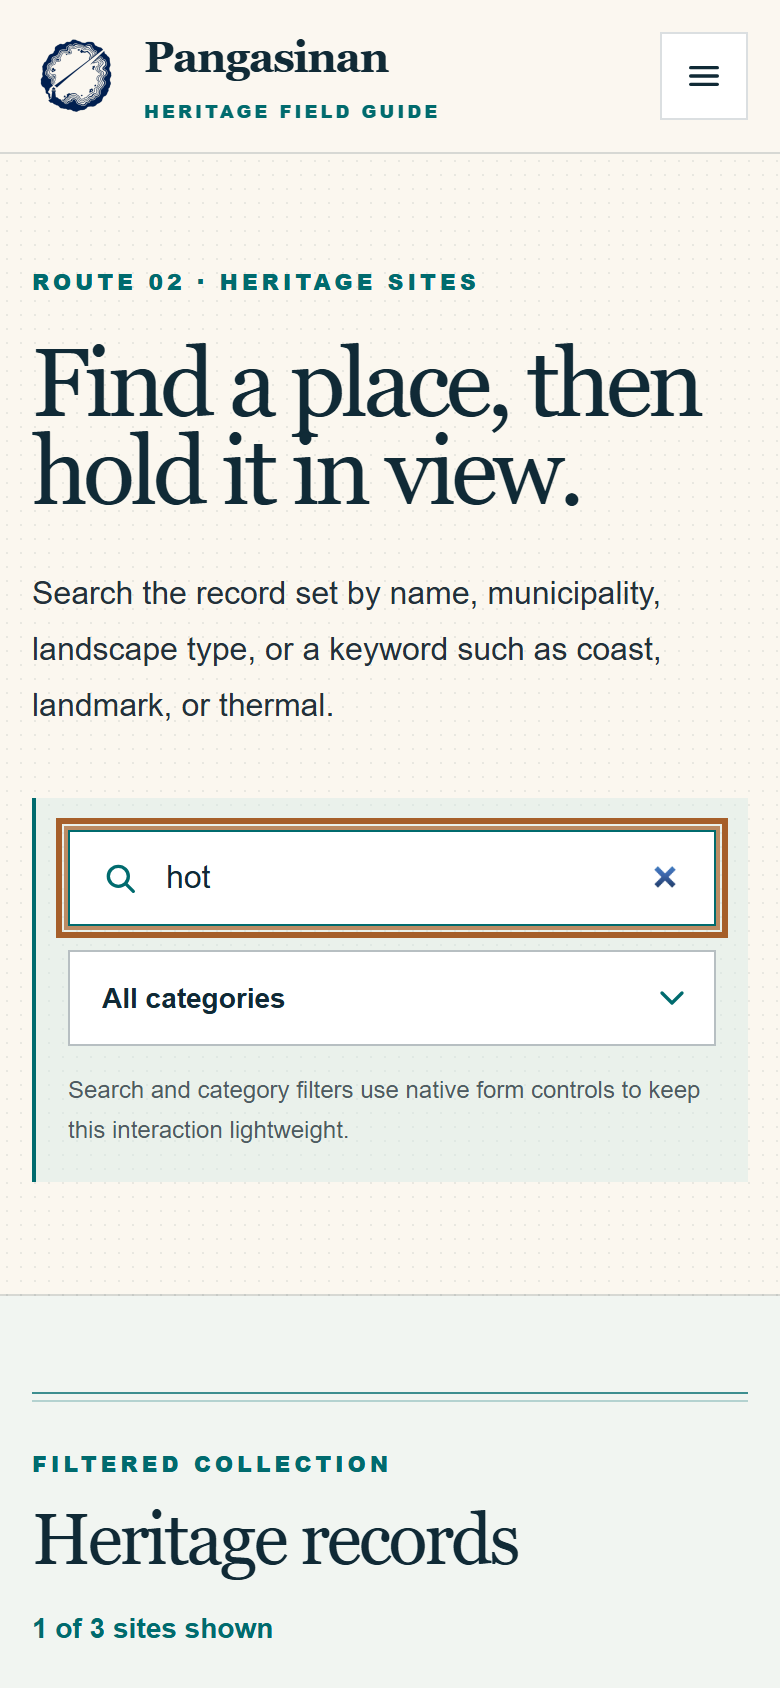 Pangasinan
HERITAGE FIELD GUIDE
ROUTE 02 · HERITAGE SITES
Find a place, then
hold it in view.
Search the record set by name, municipality,
landscape type, or a keyword such as coast,
landmark, or thermal.
hot
All categories
Search and category filters use native form controls to keep
this interaction lightweight.
FILTERED COLLECTION
Heritage records
1 of 3 sites shown